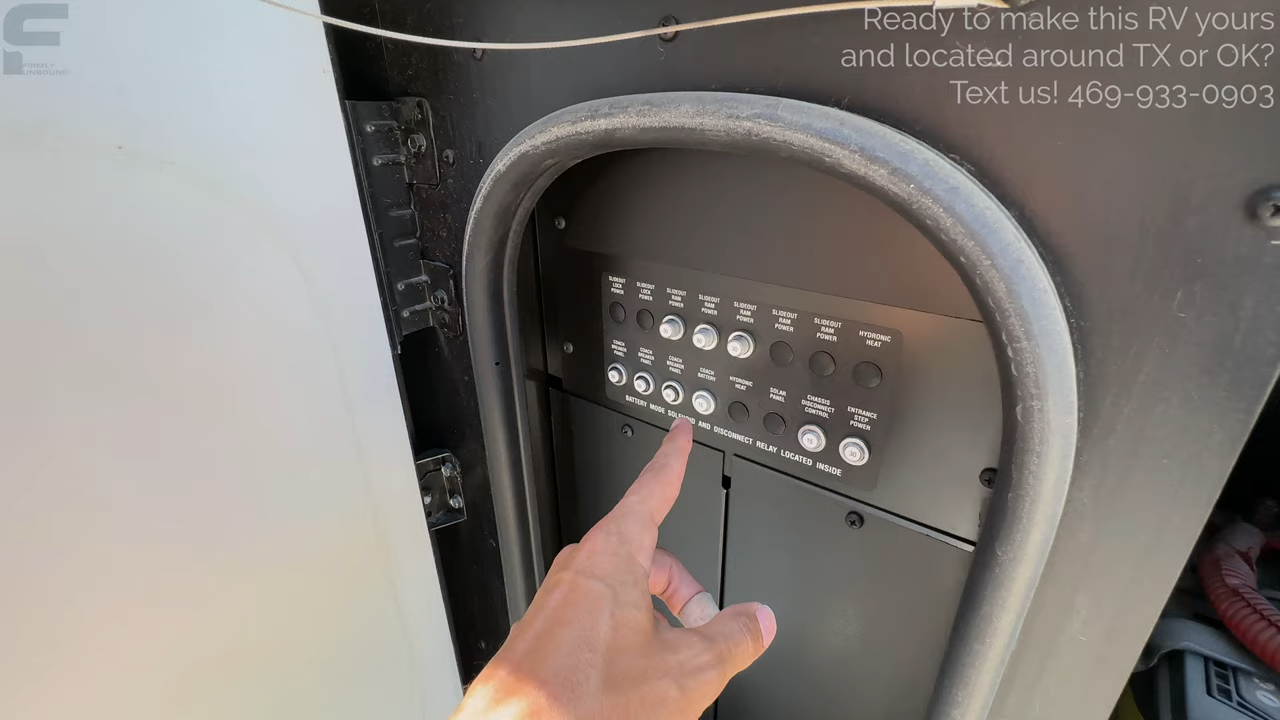 FIRMLY
UNBOUND
Ready to make this RV yours
and located around TX or OK?
Text us! 469-933-0903
SLIDEOUT
LOCK
POWER
SLIDEOUT
LOCK
POWER
SLIDEOUT
RAM
POWER
SLIDEOUT
RAM
POWER
SLIDEOUT
RAM
POWER
SLIDEOUT
RAM
POWER
SLIDEOUT
RAM
POWER
HYDRONIC
HEAT
COACH
BREAKER
PANEL
COACH
BREAKER
PANEL
COACH
BREAKER
PANEL
COACH
BATTERY
HYDRONIC
HEAT
SOLAR
PANEL
CHASSIS
DISCONNECT
CONTROL
ENTRANCE
STEP
POWER
30
BATTERY MODE SOLENOID AND DISCONNECT RELAY LOCATED INSIDE